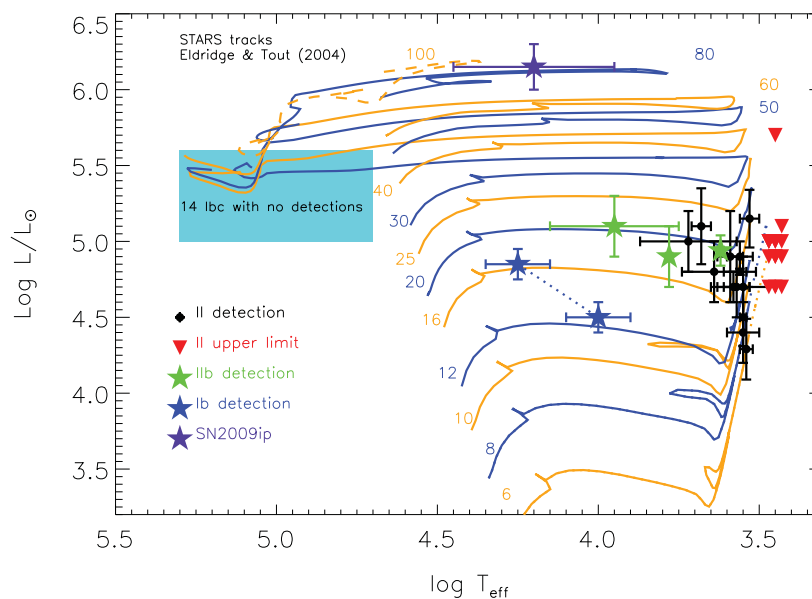 STARS tracks
Eldridge & Tout (2004)
100
80
60
50
40
30
25
20
16
12
10
8
6
14 Ibc with no detections
II detection
II upper limit
IIb detection
Ib detection
SN2009ip
6.5
6.0
5.5
5.0
4.5
4.0
3.5
Log L/L☉
5.5 5.0 4.5 4.0 3.5
log T_eff